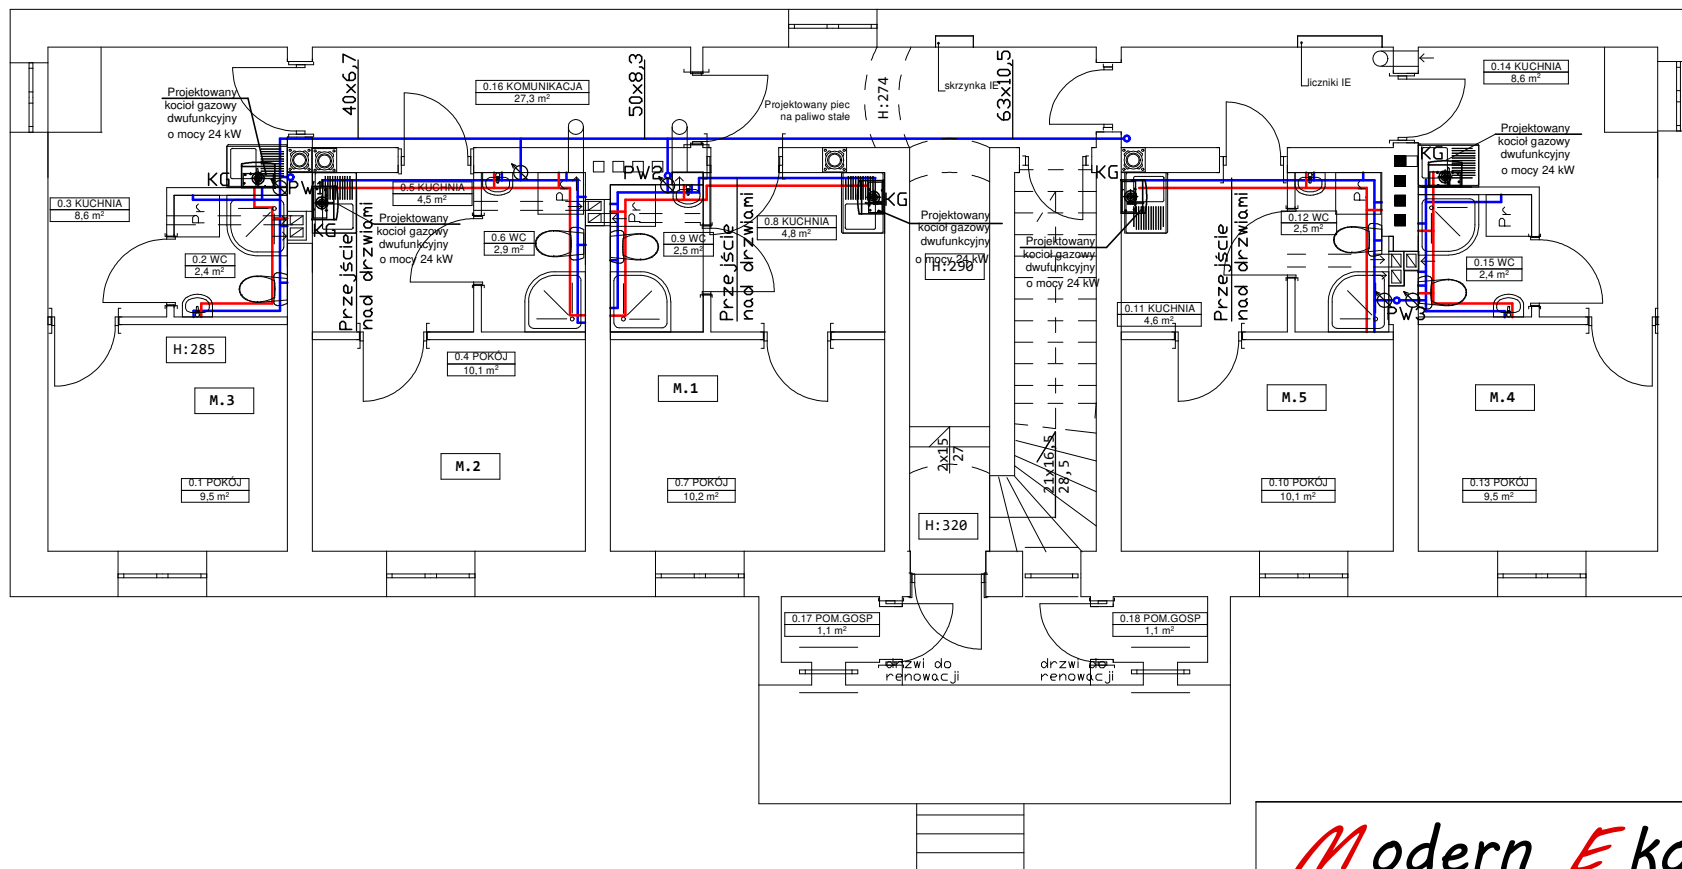 40x6,7
50x8,3
63x10,5
H:274
0.16 KOMUNIKACJA
27,3 m²
skrzynka IE
liczniki IE
0.14 KUCHNIA
8,6 m²
Projektowany
kocioł gazowy
dwufunkcyjny
o mocy 24 kW
Projektowany piec
na paliwo stałe
Projektowany
kocioł gazowy
dwufunkcyjny
o mocy 24 kW
KG
PW2
KG
KG
KG
KG
0.3 KUCHNIA
8,6 m²
Pr
0.5 KUCHNIA
4,5 m²
Projektowany
kocioł gazowy
dwufunkcyjny
o mocy 24 kW
Przejście
nad drzwiami
0.6 WC
2,9 m²
Pr
0.9 WC
2,5 m²
Przejście
nad drzwiami
0.8 KUCHNIA
4,8 m²
Projektowany
kocioł gazowy
dwufunkcyjny
o mocy 24 kW
H:290
Projektowany
kocioł gazowy
dwufunkcyjny
o mocy 24 kW
Przejście
nad drzwiami
0.12 WC
2,5 m²
Pr
Pr
0.2 WC
2,4 m²
0.15 WC
2,4 m²
0.11 KUCHNIA
4,6 m²
PW3
H:285
0.4 POKÓJ
10,1 m²
M.3
M.1
M.5
M.4
M.2
2x15
27
21x16,5
28,5
0.1 POKÓJ
9,5 m²
0.7 POKÓJ
10,2 m²
0.10 POKÓJ
10,1 m²
0.13 POKÓJ
9,5 m²
H:320
0.17 POM.GOSP
1,1 m²
0.18 POM.GOSP
1,1 m²
drzwi do
renowacji
drzwi do
renowacji
Modern Eko